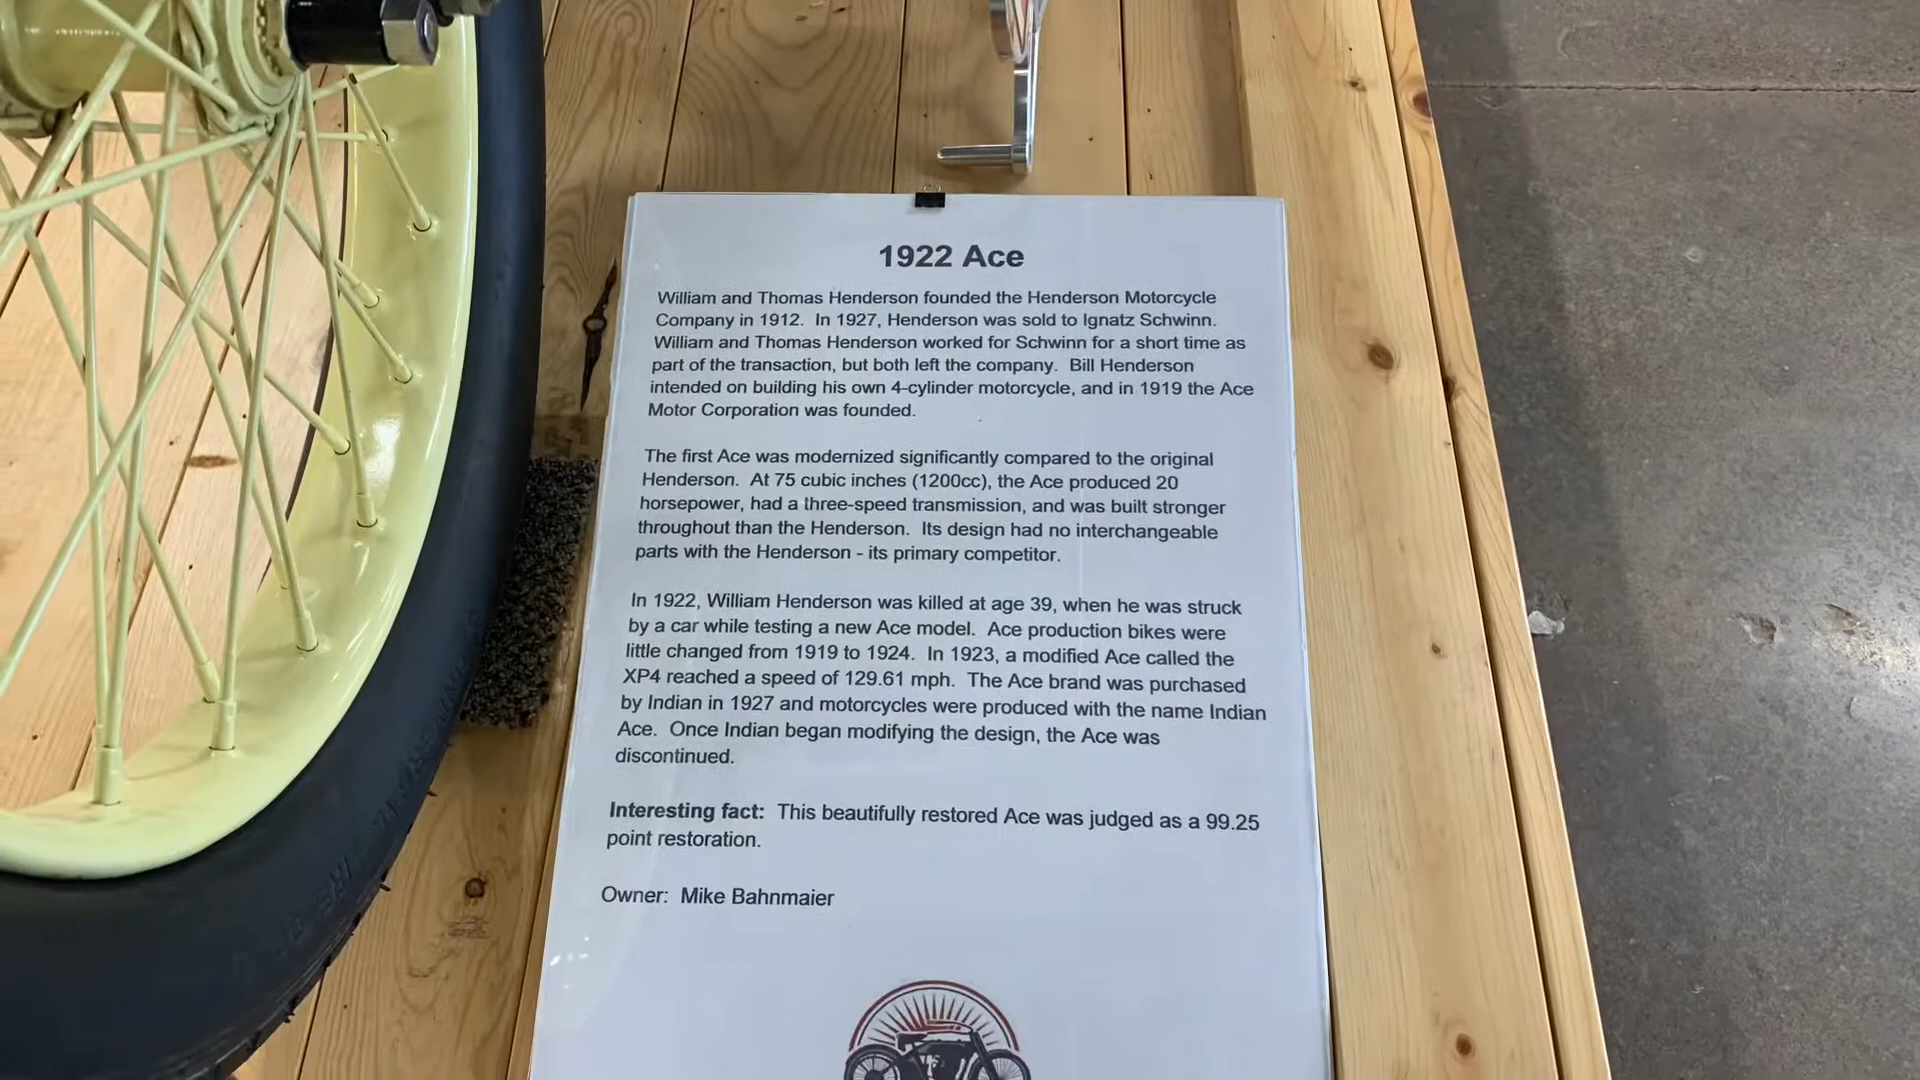 1922 Ace
William and Thomas Henderson founded the Henderson Motorcycle
Company in 1912. In 1927, Henderson was sold to Ignatz Schwinn.
William and Thomas Henderson worked for Schwinn for a short time as
part of the transaction, but both left the company. Bill Henderson
intended on building his own 4-cylinder motorcycle, and in 1919 the Ace
Motor Corporation was founded.
The first Ace was modernized significantly compared to the original
Henderson. At 75 cubic inches (1200cc), the Ace produced 20
horsepower, had a three-speed transmission, and was built stronger
throughout than the Henderson. Its design had no interchangeable
parts with the Henderson - its primary competitor.
In 1922, William Henderson was killed at age 39, when he was struck
by a car while testing a new Ace model. Ace production bikes were
little changed from 1919 to 1924. In 1923, a modified Ace called the
XP4 reached a speed of 129.61 mph. The Ace brand was purchased
by Indian in 1927 and motorcycles were produced with the name Indian
Ace. Once Indian began modifying the design, the Ace was
discontinued.
Interesting fact: This beautifully restored Ace was judged as a 99.25
point restoration.
Owner: Mike Bahnmaier